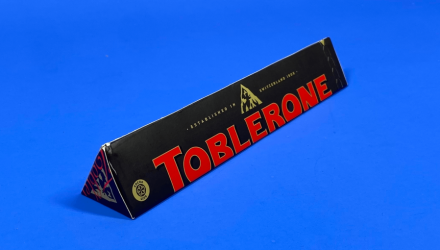 · ESTABLISHED IN SWITZERLAND 1908 ·
TOBLERONE